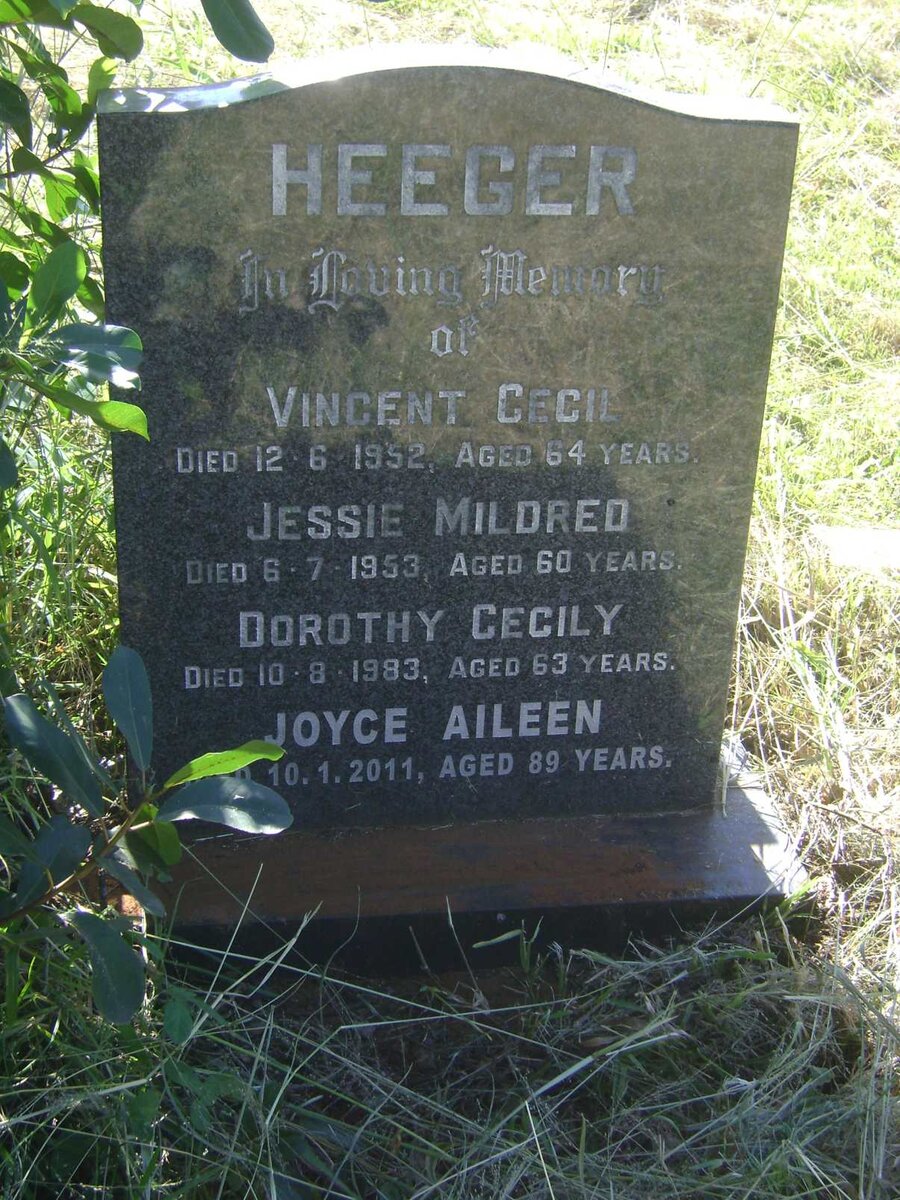 HEEGER
In Loving Memory
of
VINCENT CECIL
DIED 12·6·1952, AGED 64 YEARS.
JESSIE MILDRED
DIED 6·7·1953, AGED 60 YEARS.
DOROTHY CECILY
DIED 10·8·1983, AGED 63 YEARS.
JOYCE AILEEN
10.1.2011, AGED 89 YEARS.